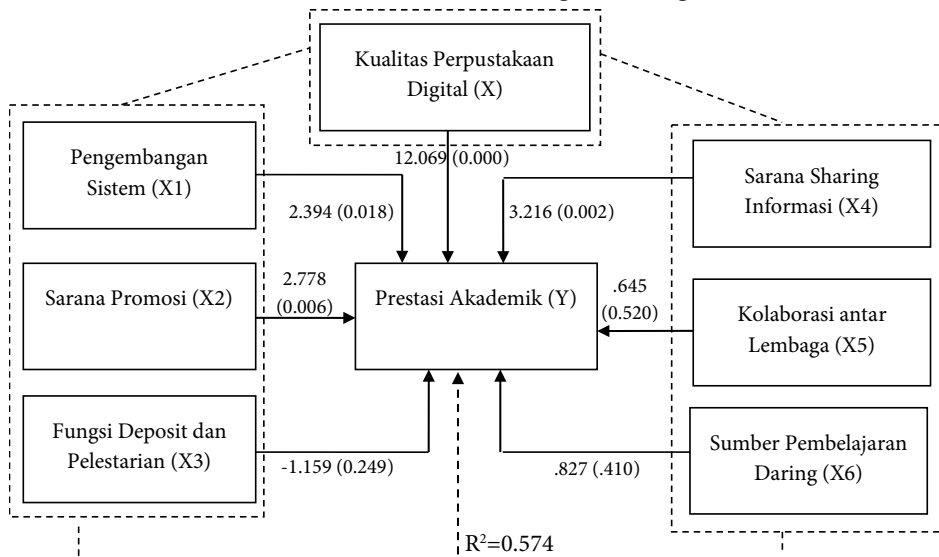 Kualitas Perpustakaan
Digital (X)
12.069 (0.000)
Pengembangan
Sistem (X1)
2.394 (0.018)
3.216 (0.002)
Sarana Sharing
Informasi (X4)
Sarana Promosi (X2)
2.778
(0.006)
Prestasi Akademik (Y)
.645
(0.520)
Kolaborasi antar
Lembaga (X5)
Fungsi Deposit dan
Pelestarian (X3)
-1.159 (0.249)
.827 (.410)
Sumber Pembelajaran
Daring (X6)
R²=0.574